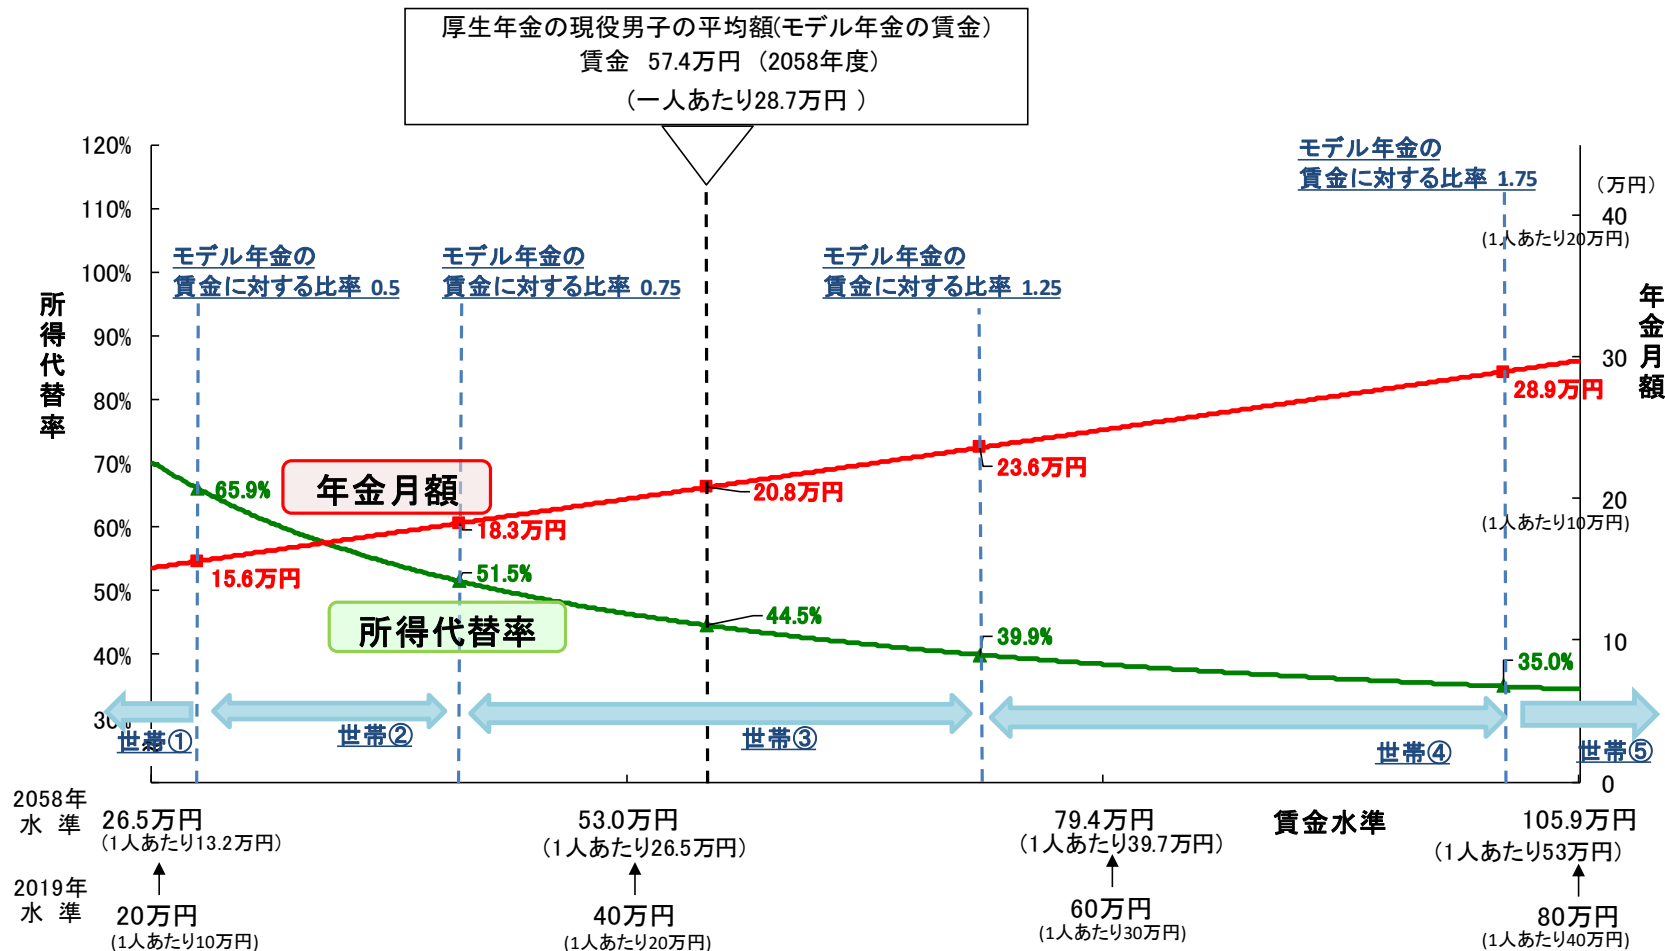 厚生年金の現役男子の平均額(モデル年金の賃金)
賃金 57.4万円 (2058年度)
(一人あたり28.7万円 )
120%
110%
100%
90%
80%
70%
60%
50%
40%
30%
所得代替率
モデル年金の
賃金に対する比率 0.5
モデル年金の
賃金に対する比率 0.75
モデル年金の
賃金に対する比率 1.25
モデル年金の
賃金に対する比率 1.75
(万円)
40
(1人あたり20万円)
30
20
(1人あたり10万円)
10
0
年金月額
年金月額
15.6万円
18.3万円
20.8万円
23.6万円
28.9万円
所得代替率
65.9%
51.5%
44.5%
39.9%
35.0%
世帯①
世帯②
世帯③
世帯④
世帯⑤
2058年
水 準
26.5万円
(1人あたり13.2万円)
53.0万円
(1人あたり26.5万円)
79.4万円
(1人あたり39.7万円)
賃金水準
105.9万円
(1人あたり53万円)
2019年
水 準
20万円
(1人あたり10万円)
40万円
(1人あたり20万円)
60万円
(1人あたり30万円)
80万円
(1人あたり40万円)